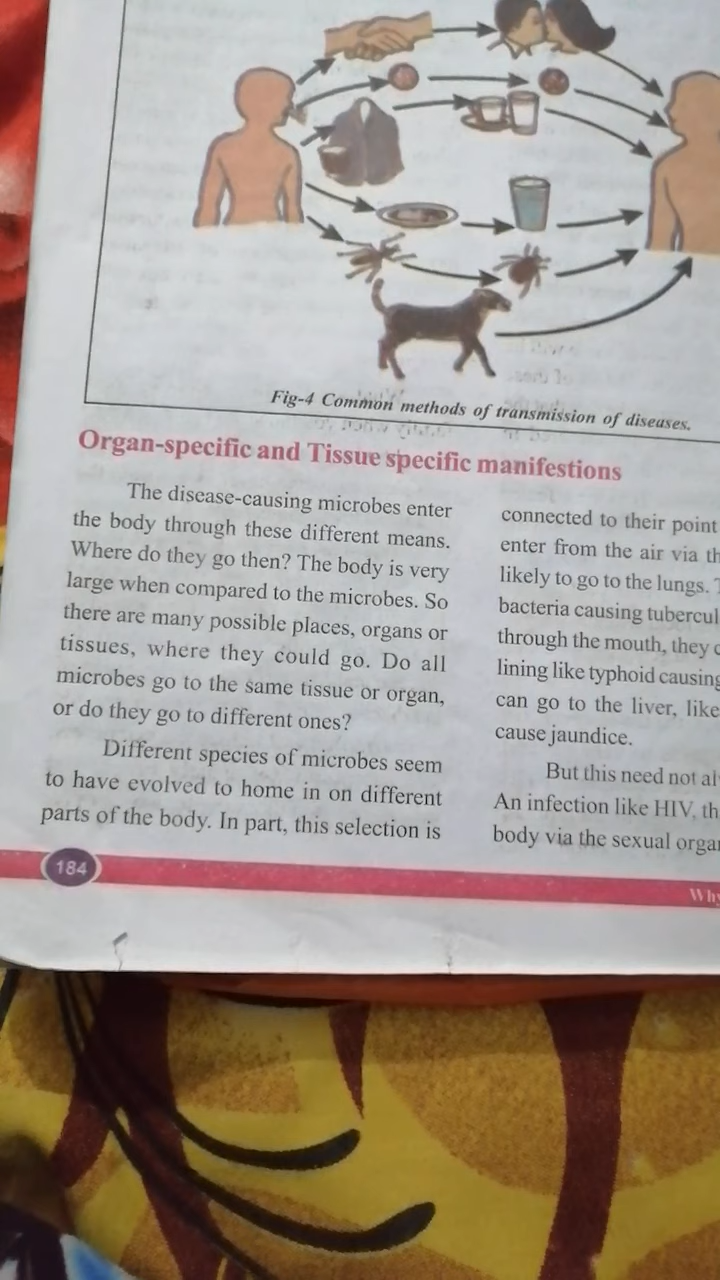 Fig-4 Common methods of transmission of diseases.
Organ-specific and Tissue specific manifestions
The disease-causing microbes enter
the body through these different means.
Where do they go then? The body is very
large when compared to the microbes. So
there are many possible places, organs or
tissues, where they could go. Do all
microbes go to the same tissue or organ,
or do they go to different ones?
Different species of microbes seem
to have evolved to home in on different
parts of the body. In part, this selection is
connected to their point
enter from the air via
likely to go to the lungs.
bacteria causing
through the mouth, they
lining like typhoid causing
can go to the liver, like
cause jaundice.
But this need not
An infection like HIV,
body via the sexual
184